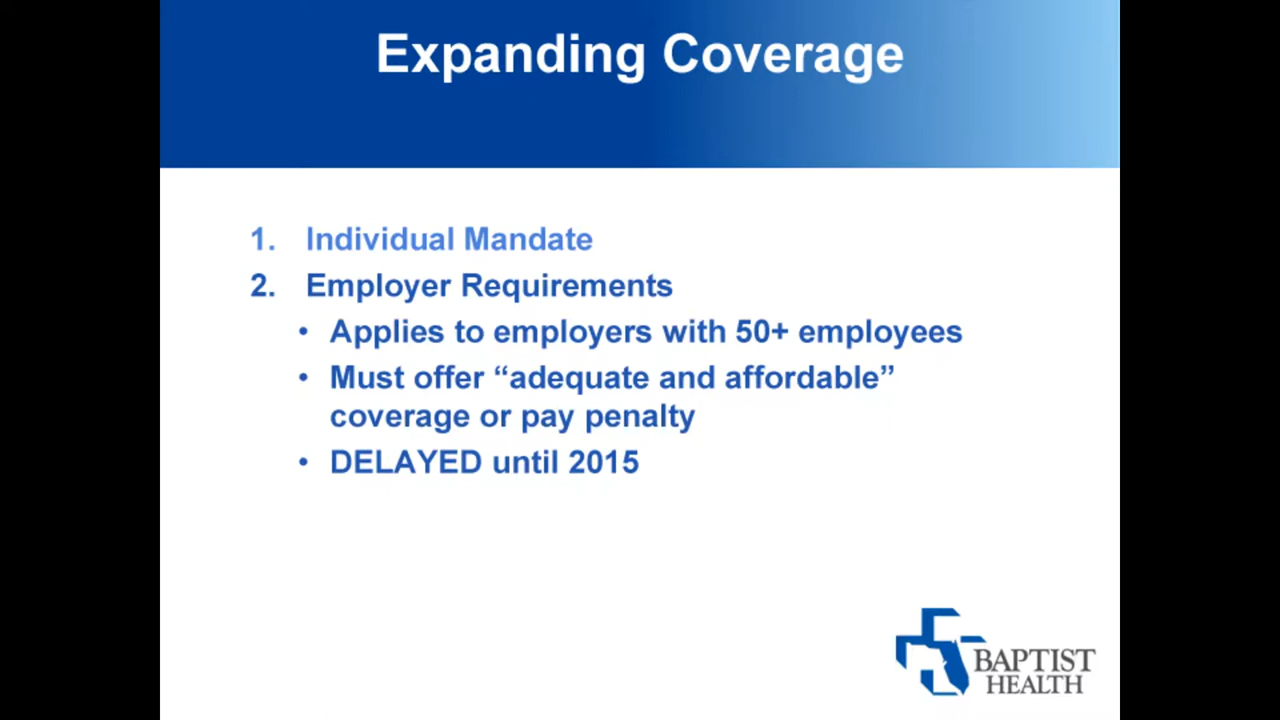 Expanding Coverage
1. Individual Mandate
2. Employer Requirements
• Applies to employers with 50+ employees
• Must offer “adequate and affordable”
coverage or pay penalty
• DELAYED until 2015
BAPTIST
HEALTH